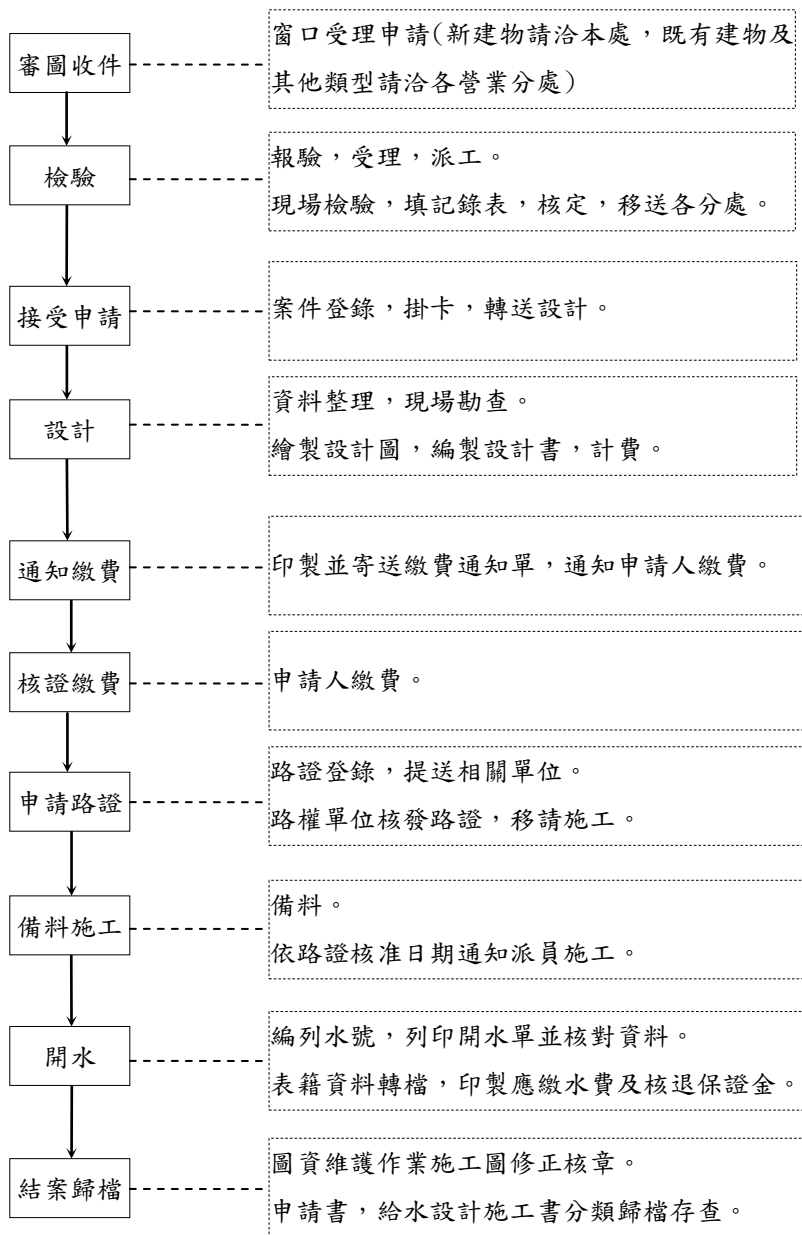 審圖收件
窗口受理申請(新建物請洽本處，既有建物及
其他類型請洽各營業分處)
檢驗
報驗，受理，派工。
現場檢驗，填記錄表，核定，移送各分處。
接受申請
案件登錄，掛卡，轉送設計。
設計
資料整理，現場勘查。
繪製設計圖，編製設計書，計費。
通知繳費
印製並寄送繳費通知單，通知申請人繳費。
核證繳費
申請人繳費。
申請路證
路證登錄，提送相關單位。
路權單位核發路證，移請施工。
備料施工
備料。
依路證核准日期通知派員施工。
開水
編列水號，列印開水單並核對資料。
表籍資料轉檔，印製應繳水費及核退保證金。
結案歸檔
圖資維護作業施工圖修正核章。
申請書，給水設計施工書分類歸檔存查。